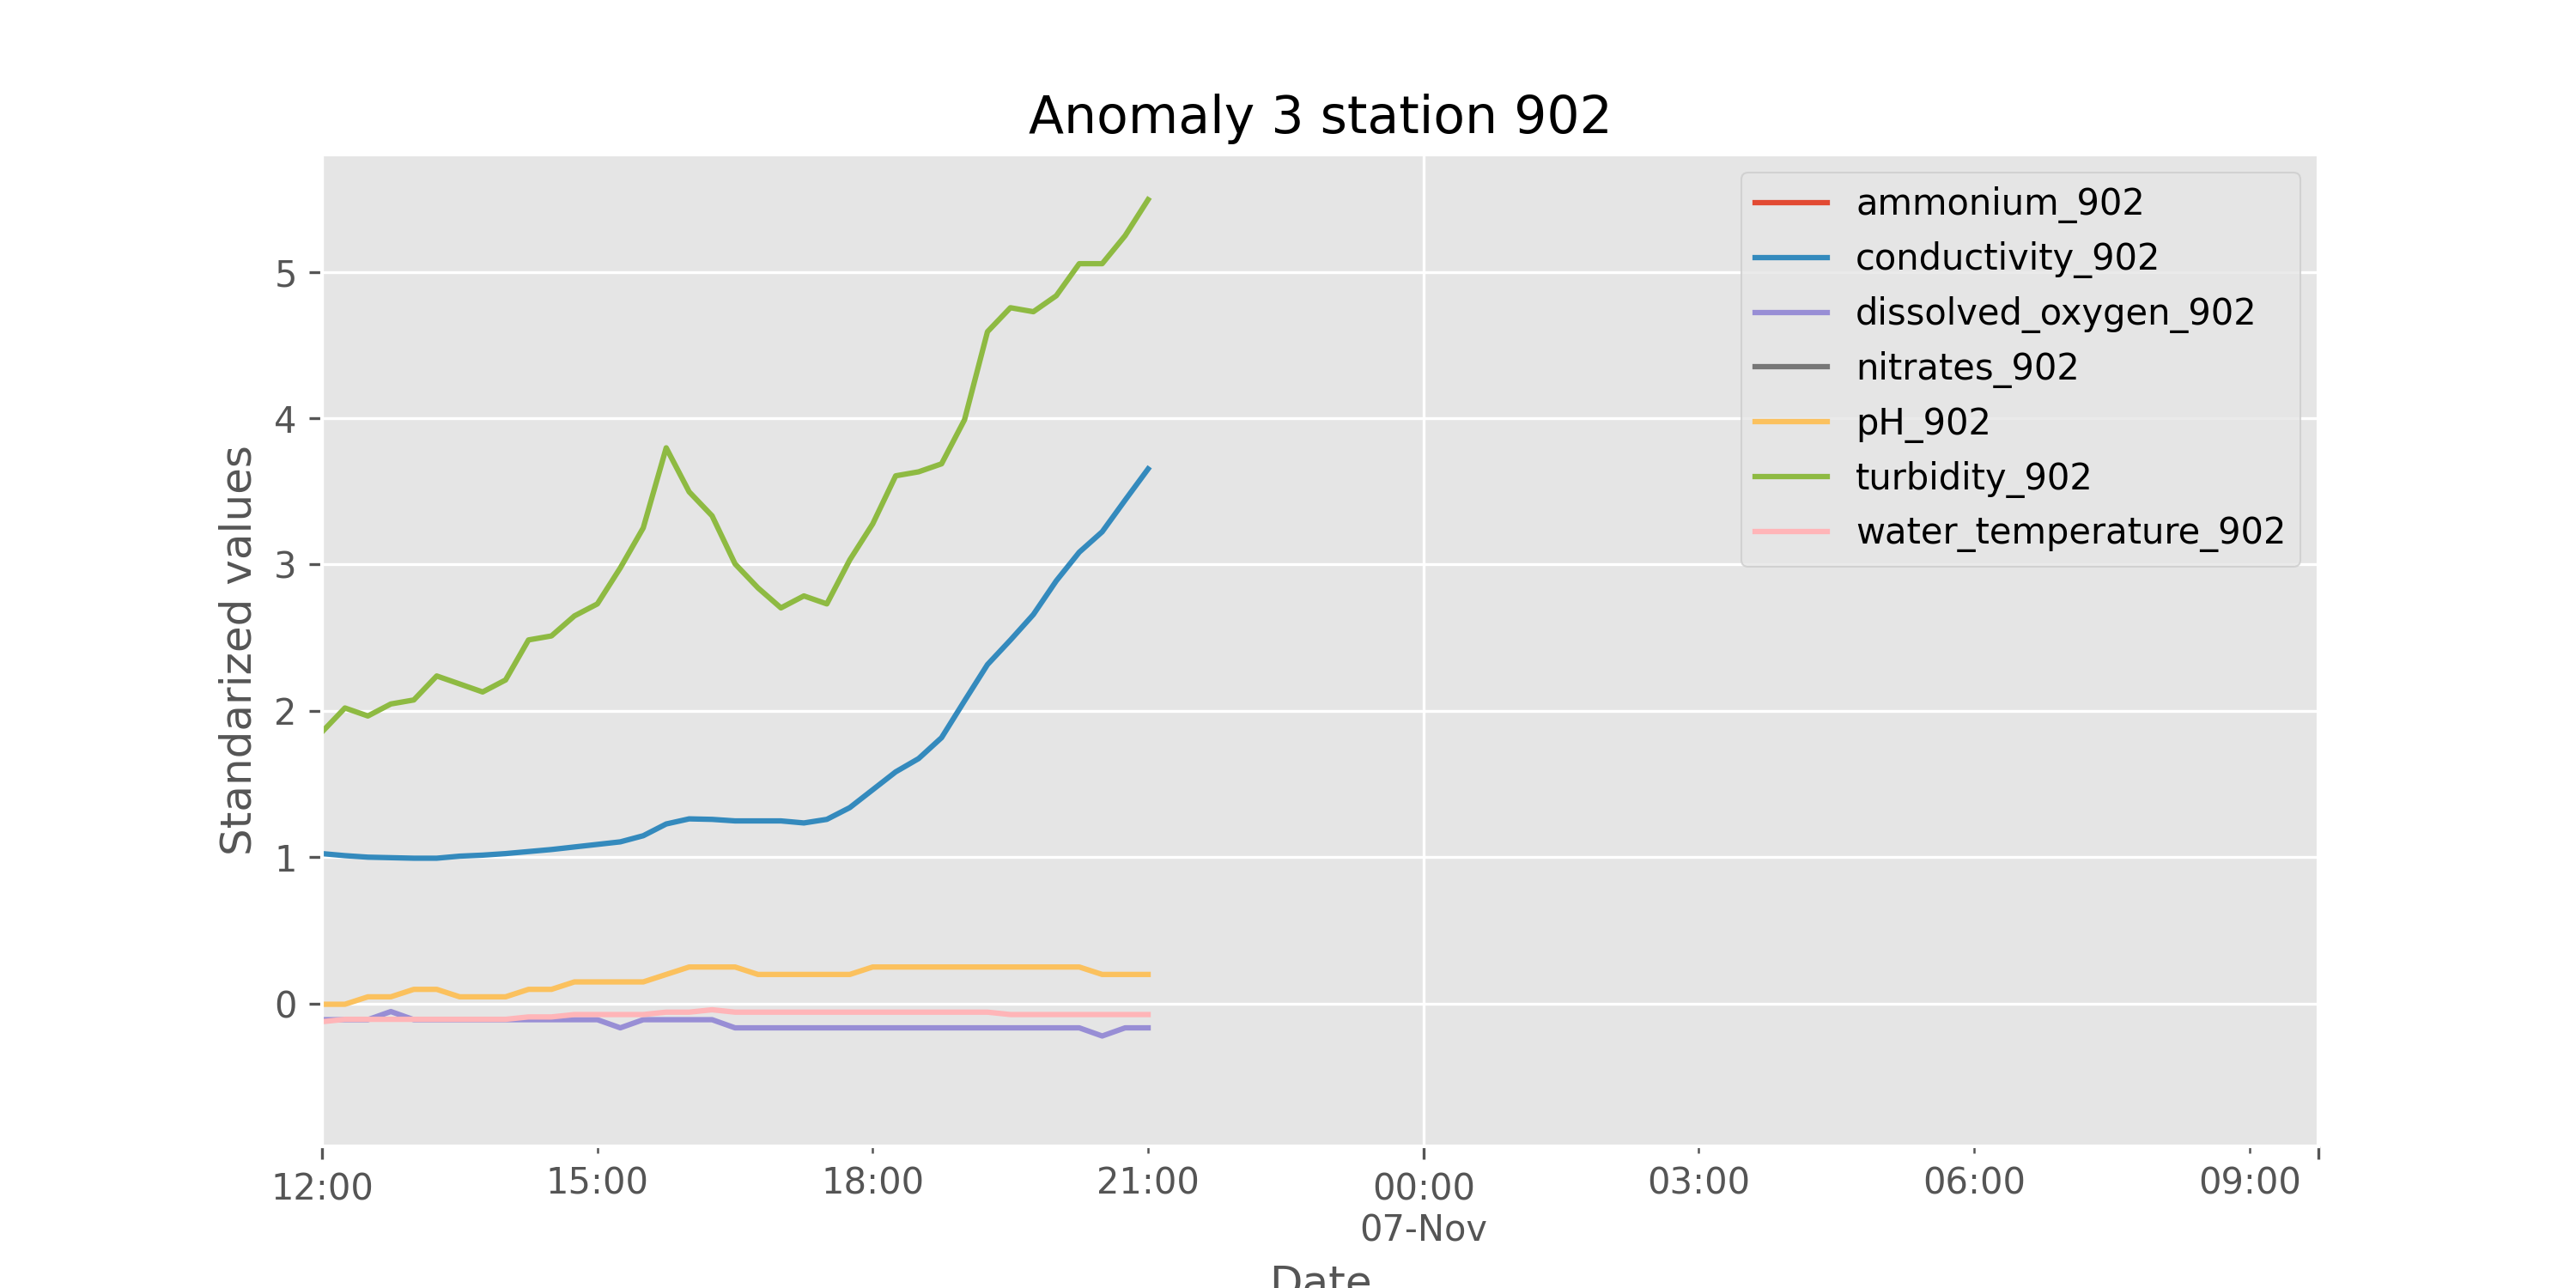 Anomaly 3 station 902
Standarized values
5
4
3
2
1
0
ammonium_902
conductivity_902
dissolved_oxygen_902
nitrates_902
pH_902
turbidity_902
water_temperature_902
12:00 15:00 18:00 21:00 00:00 03:00 06:00 09:00
07-Nov
Date